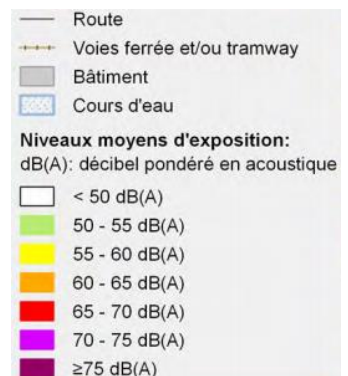 Route
Voies ferrée et/ou tramway
Bâtiment
Cours d'eau
Niveaux moyens d'exposition:
dB(A): décibel pondéré en acoustique
< 50 dB(A)
50 - 55 dB(A)
55 - 60 dB(A)
60 - 65 dB(A)
65 - 70 dB(A)
70 - 75 dB(A)
≥75 dB(A)